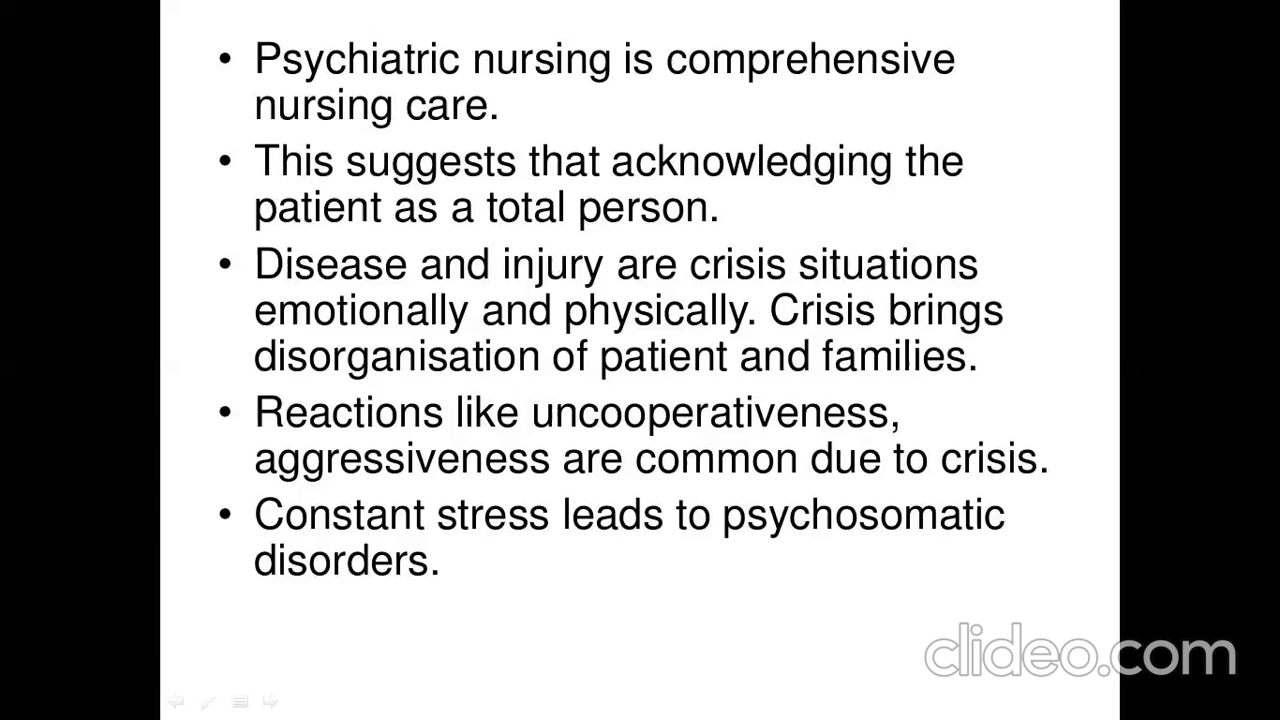 • Psychiatric nursing is comprehensive
nursing care.
• This suggests that acknowledging the
patient as a total person.
• Disease and injury are crisis situations
emotionally and physically. Crisis brings
disorganisation of patient and families.
• Reactions like uncooperativeness,
aggressiveness are common due to crisis.
• Constant stress leads to psychosomatic
disorders.
clideo.com